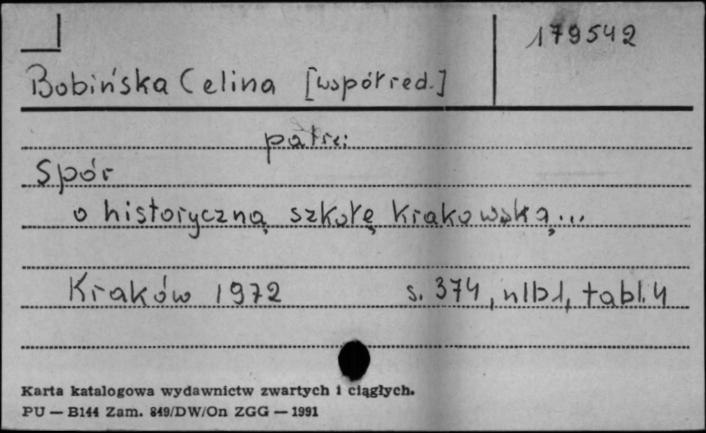 179542
Bobińska Celina [współred.]
patrz:
Spór
o historyczną szkołę krakowską...
Kraków 1972 s. 374, nlb1, tabl. 4
Karta katalogowa wydawnictw zwartych i ciągłych.
PU — B144 Zam. 849/DW/On ZGG — 1991